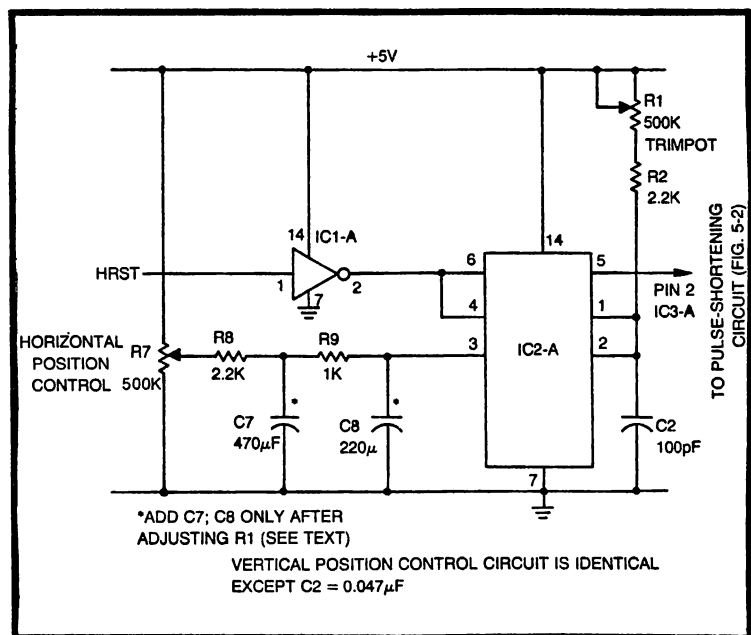 +5V
R1
500K
TRIMPOT
R2
2.2K
14
IC1-A
14
HRST
1
2
7
6
5
4
1
3
2
IC2-A
PIN 2
IC3-A
TO PULSE-SHORTENING
CIRCUIT (FIG. 5-2)
HORIZONTAL
POSITION
CONTROL
R7
500K
R8
2.2K
R9
1K
*
*
C7
470μF
C8
220μ
C2
100pF
7
*ADD C7; C8 ONLY AFTER
ADJUSTING R1 (SEE TEXT)
VERTICAL POSITION CONTROL CIRCUIT IS IDENTICAL
EXCEPT C2 = 0.047μF